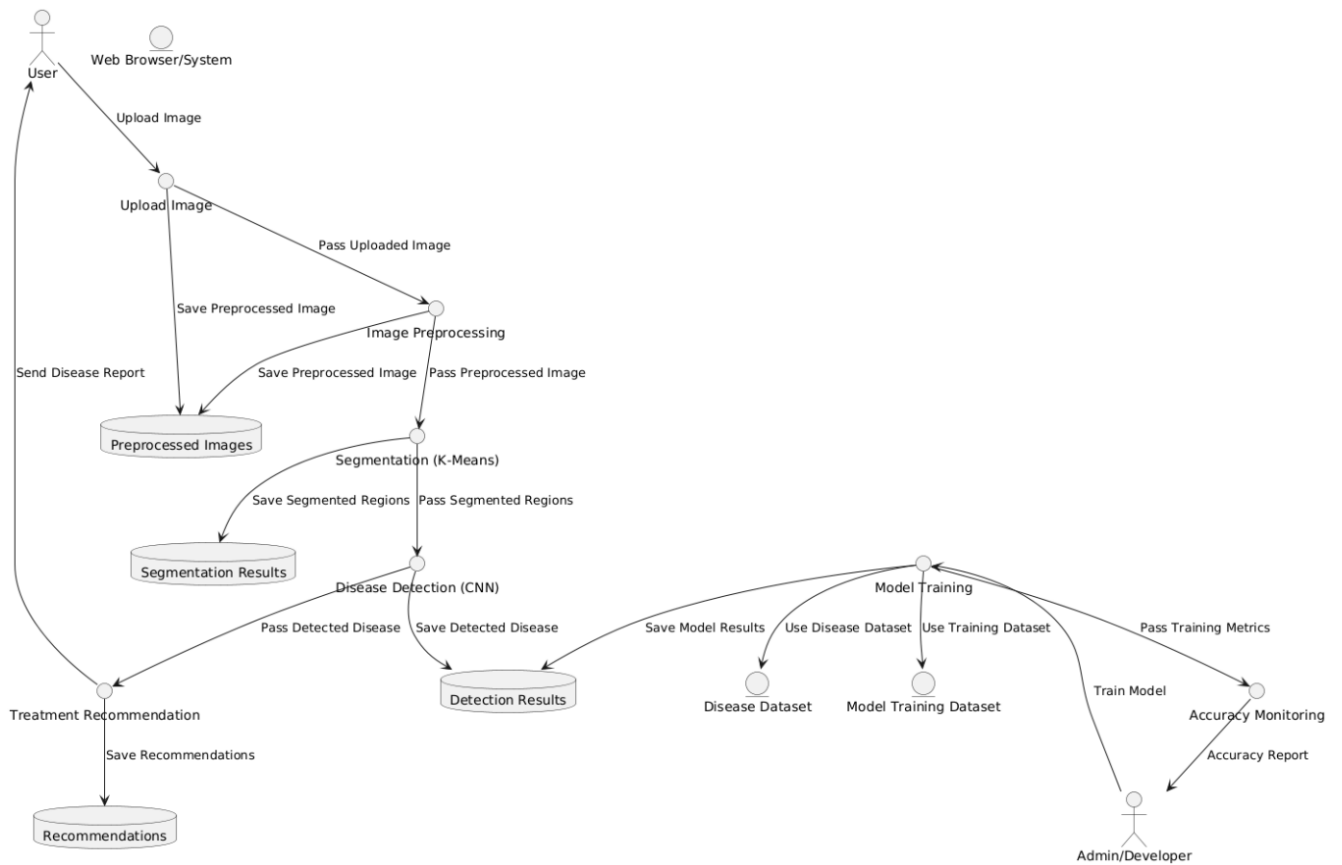 Web Browser/System
User
Upload Image
Upload Image
Pass Uploaded Image
Save Preprocessed Image
Image Preprocessing
Send Disease Report
Save Preprocessed Image
Pass Preprocessed Image
Preprocessed Images
Segmentation (K-Means)
Save Segmented Regions
Pass Segmented Regions
Segmentation Results
Disease Detection (CNN)
Model Training
Pass Detected Disease
Save Detected Disease
Save Model Results
Use Disease Dataset
Use Training Dataset
Pass Training Metrics
Train Model
Detection Results
Disease Dataset
Model Training Dataset
Treatment Recommendation
Accuracy Monitoring
Save Recommendations
Accuracy Report
Recommendations
Admin/Developer